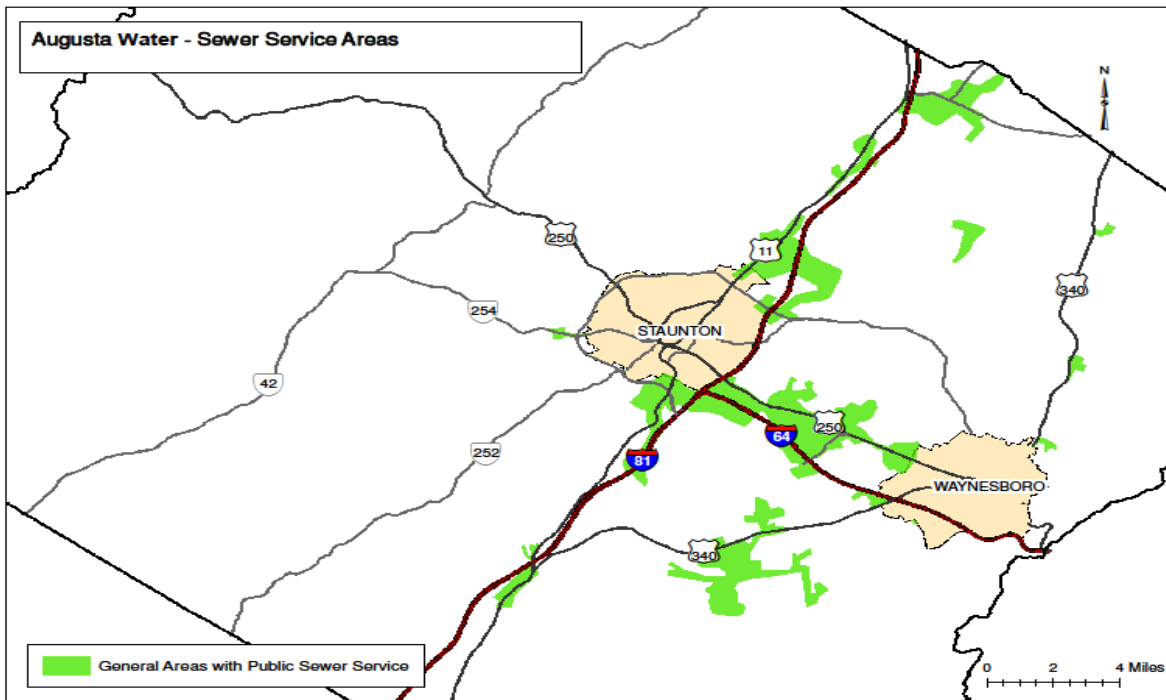 Augusta Water - Sewer Service Areas
N
250
11
340
254
STAUNTON
42
250
64
252
81
WAYNESBORO
340
General Areas with Public Sewer Service
0 2 4 Miles